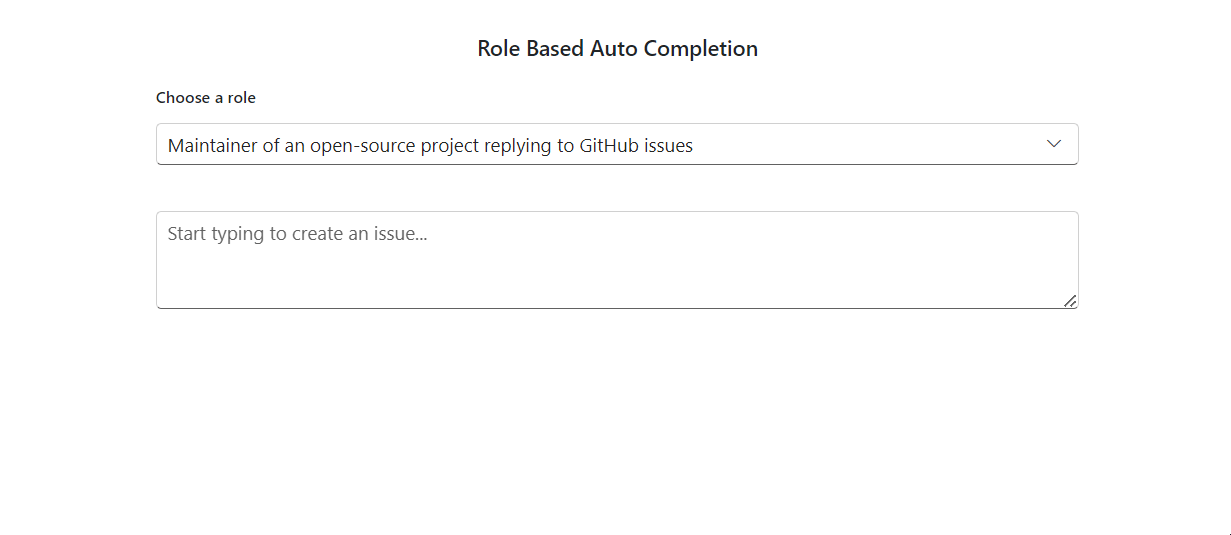 Role Based Auto Completion
Choose a role
Maintainer of an open-source project replying to GitHub issues
Start typing to create an issue...